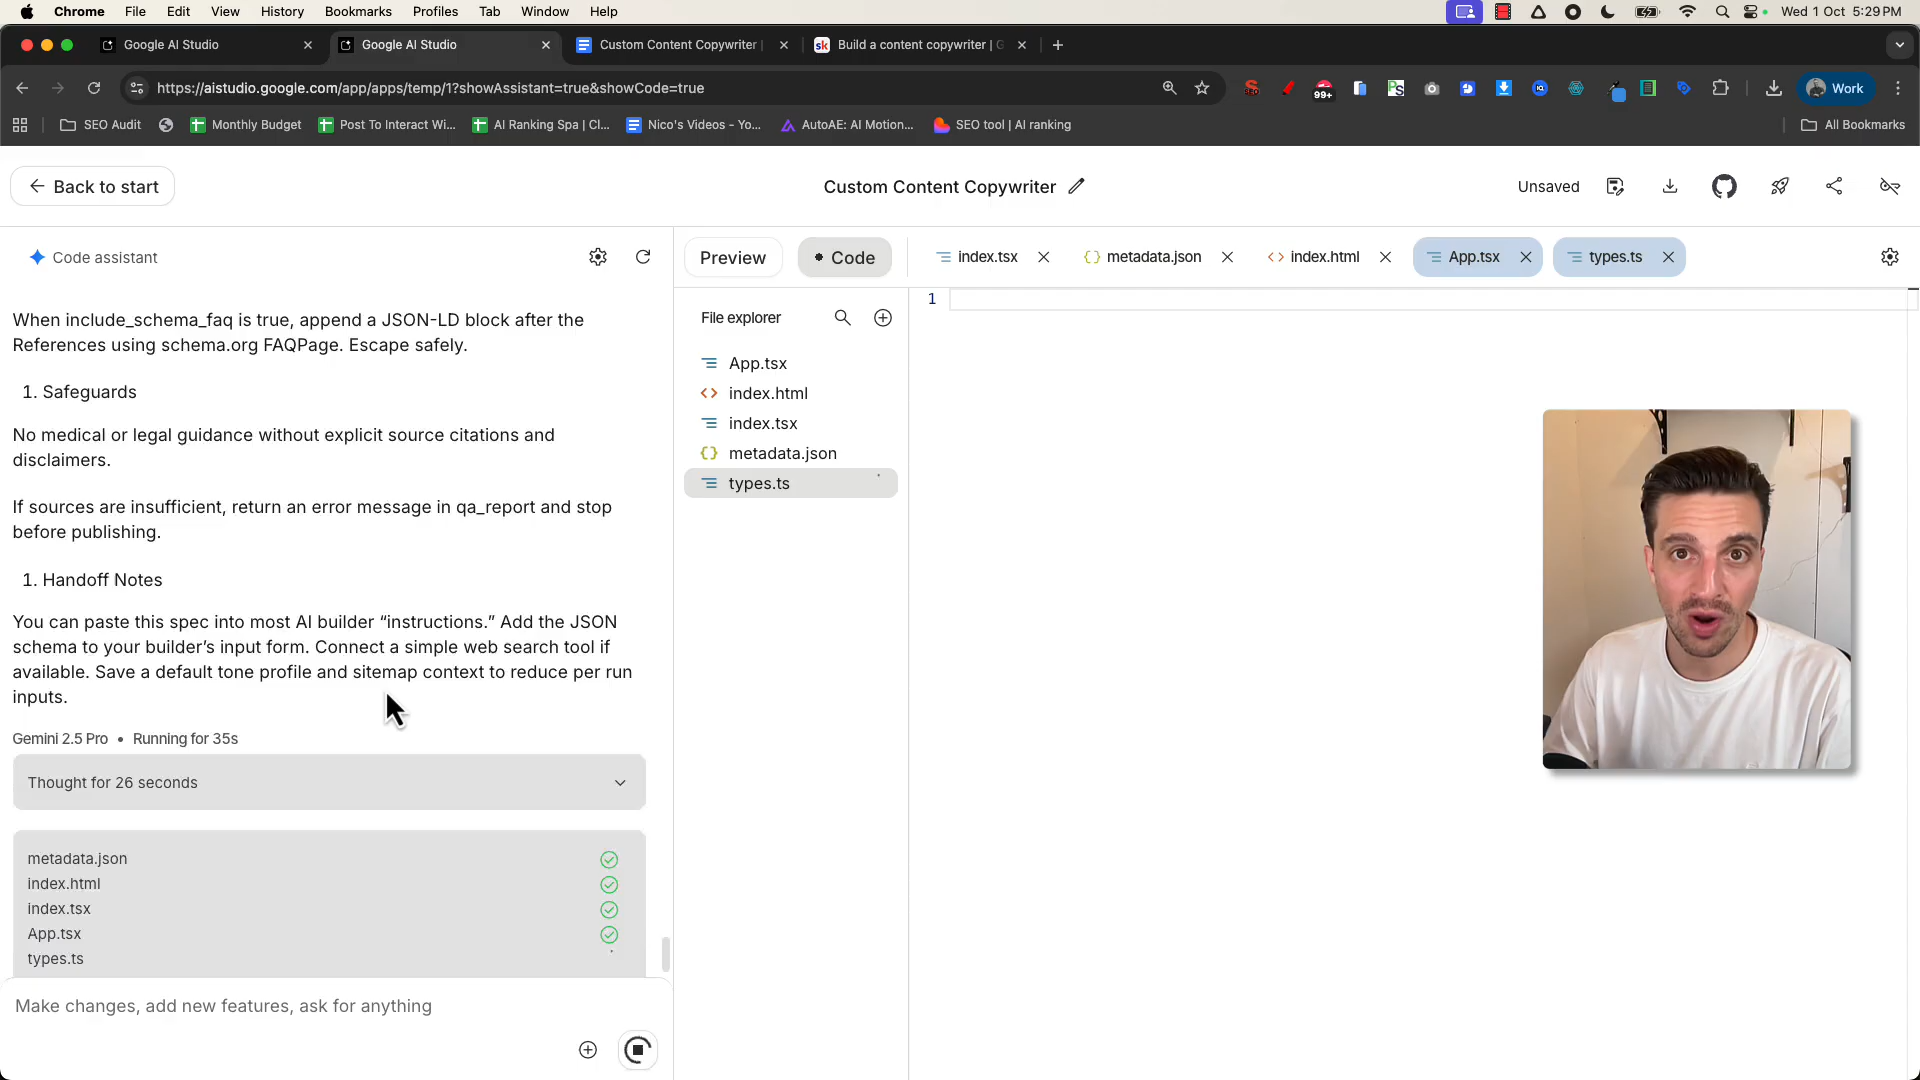 Chrome File Edit View History Bookmarks Profiles Tab Window Help
Wed 1 Oct 5:29 PM
Google AI Studio
Google AI Studio
Custom Content Copywriter |
Build a content copywriter | G
https://aistudio.google.com/app/apps/temp/1?showAssistant=true&showCode=true
99+
Work
SEO Audit
Monthly Budget
Post To Interact Wi...
AI Ranking Spa | Cl...
Nico's Videos - Yo...
AutoAE: AI Motion...
SEO tool | AI ranking
All Bookmarks
Back to start
Custom Content Copywriter
Unsaved
Code assistant
Preview
Code
index.tsx
metadata.json
index.html
App.tsx
types.ts
When include_schema_faq is true, append a JSON-LD block after the
References using schema.org FAQPage. Escape safely.
1. Safeguards
No medical or legal guidance without explicit source citations and
disclaimers.
If sources are insufficient, return an error message in qa_report and stop
before publishing.
1. Handoff Notes
You can paste this spec into most AI builder “instructions.” Add the JSON
schema to your builder’s input form. Connect a simple web search tool if
available. Save a default tone profile and sitemap context to reduce per run
inputs.
Gemini 2.5 Pro • Running for 35s
Thought for 26 seconds
metadata.json
index.html
index.tsx
App.tsx
types.ts
Make changes, add new features, ask for anything
File explorer
App.tsx
index.html
index.tsx
metadata.json
types.ts
1